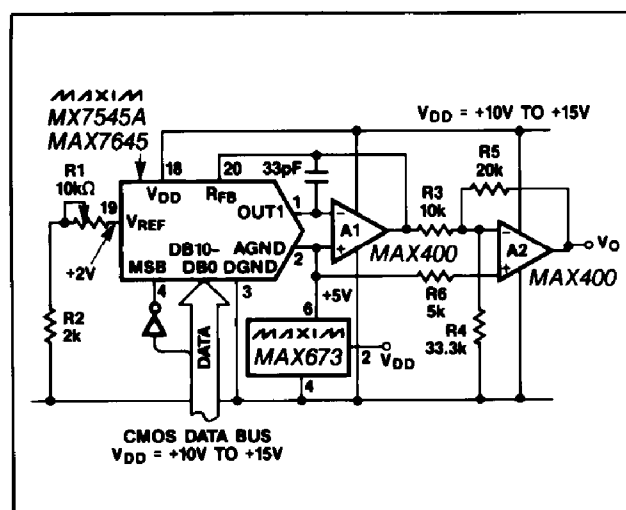 MAXIM
MX7545A
MAX7645
VDD = +10V TO +15V
R1
10kΩ
19
18
20
33pF
R5
20k
VDD
RFB
R3
10k
OUT1
1
VREF
A1
A2
VO
DB10-
DB0
AGND
2
MAX400
MAX400
+2V
MSB
DGND
4
3
+5V
R6
5k
6
R2
2k
DATA
MAXIM
MAX673
2
VDD
R4
33.3k
4
CMOS DATA BUS
VDD = +10V TO +15V